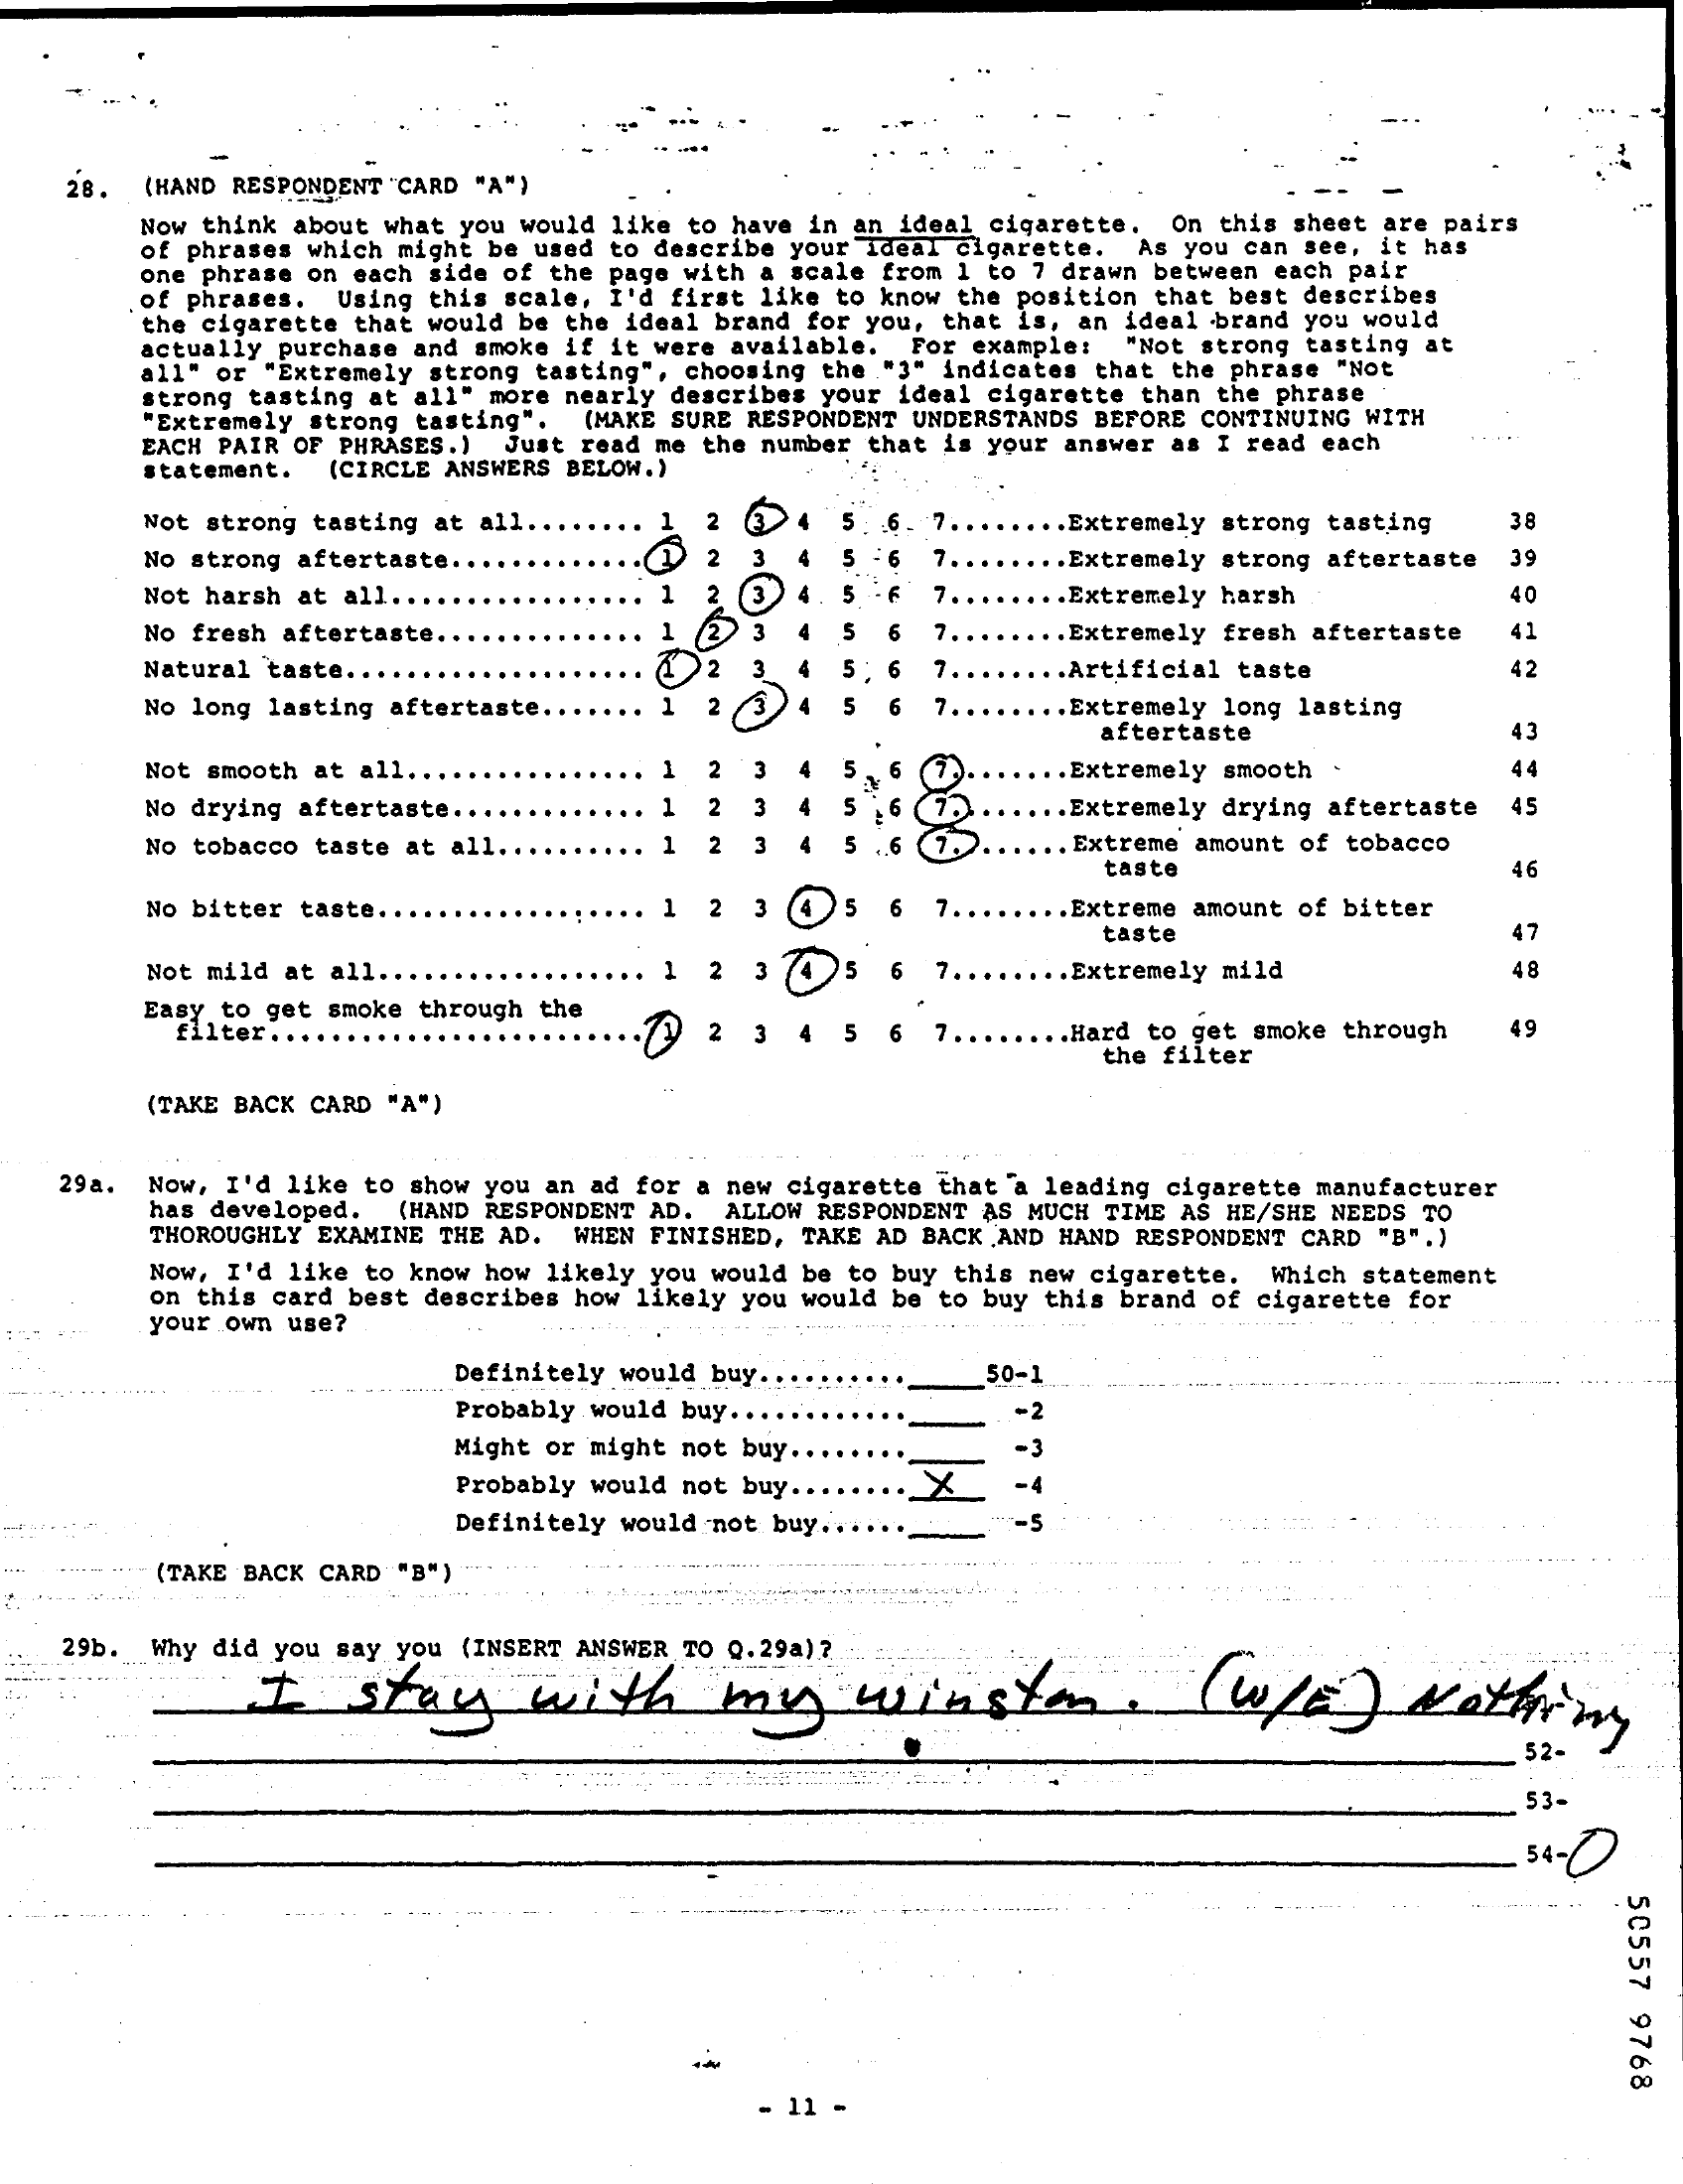 28. (HAND RESPONDENT CARD "A")
Now think about what you would like to have in an ideal cigarette. On this sheet are pairs
of phrases which might be used to describe your ideal cigarette. As you can see, it has
one phrase on each side of the page with a scale from 1 to 7 drawn between each pair
of phrases. Using this scale, I'd first like to know the position that best describes
the cigarette that would be the ideal brand for you, that is, an ideal brand you would
actually purchase and smoke if it were available. For example: "Not strong tasting at
all" or "Extremely strong tasting", choosing the "3" indicates that the phrase "Not
strong tasting at all" more nearly describes your ideal cigarette than the phrase
"Extremely strong tasting". (MAKE SURE RESPONDENT UNDERSTANDS BEFORE CONTINUING WITH
EACH PAIR OF PHRASES.) Just read me the number that is your answer as I read each
statement. (CIRCLE ANSWERS BELOW.)
Not strong tasting at all........ 1 2 3 4 5 6 7........Extremely strong tasting 38
No strong aftertaste.............1 2 3 4 5 6 7........Extremely strong aftertaste 39
Not harsh at all................. 1 2 3 4 5 6 7........Extremely harsh 40
No fresh aftertaste.............. 1 2 3 4 5 6 7........Extremely fresh aftertaste 41
Natural taste.................... 1 2 3 4 5 6 7........Artificial taste 42
No long lasting aftertaste....... 1 2 3 4 5 6 7........Extremely long lasting
aftertaste 43
Not smooth at all................ 1 2 3 4 5 6 7........Extremely smooth 44
No drying aftertaste............. 1 2 3 4 5 6 7........Extremely drying aftertaste 45
No tobacco taste at all.......... 1 2 3 4 5 6 7.......Extreme amount of tobacco
taste 46
No bitter taste.................. 1 2 3 4 5 6 7........Extreme amount of bitter
taste 47
Not mild at all.................. 1 2 3 4 5 6 7........Extremely mild 48
Easy to get smoke through the
filter.........................1 2 3 4 5 6 7........Hard to get smoke through 49
the filter
(TAKE BACK CARD "A")
29a. Now, I'd like to show you an ad for a new cigarette that a leading cigarette manufacturer
has developed. (HAND RESPONDENT AD. ALLOW RESPONDENT AS MUCH TIME AS HE/SHE NEEDS TO
THOROUGHLY EXAMINE THE AD. WHEN FINISHED, TAKE AD BACK AND HAND RESPONDENT CARD "B".)
Now, I'd like to know how likely you would be to buy this new cigarette. Which statement
on this card best describes how likely you would be to buy this brand of cigarette for
your own use?
Definitely would buy.........._____50-1
Probably would buy............_____ -2
Might or might not buy........_____ -3
Probably would not buy........ X -4
Definitely would not buy......_____ -5
(TAKE BACK CARD "B")
29b. Why did you say you (INSERT ANSWER TO Q.29a)?
I stay with my winston. (W/E) Nothing
52-
53-
54-0
50557 9768
- 11 -